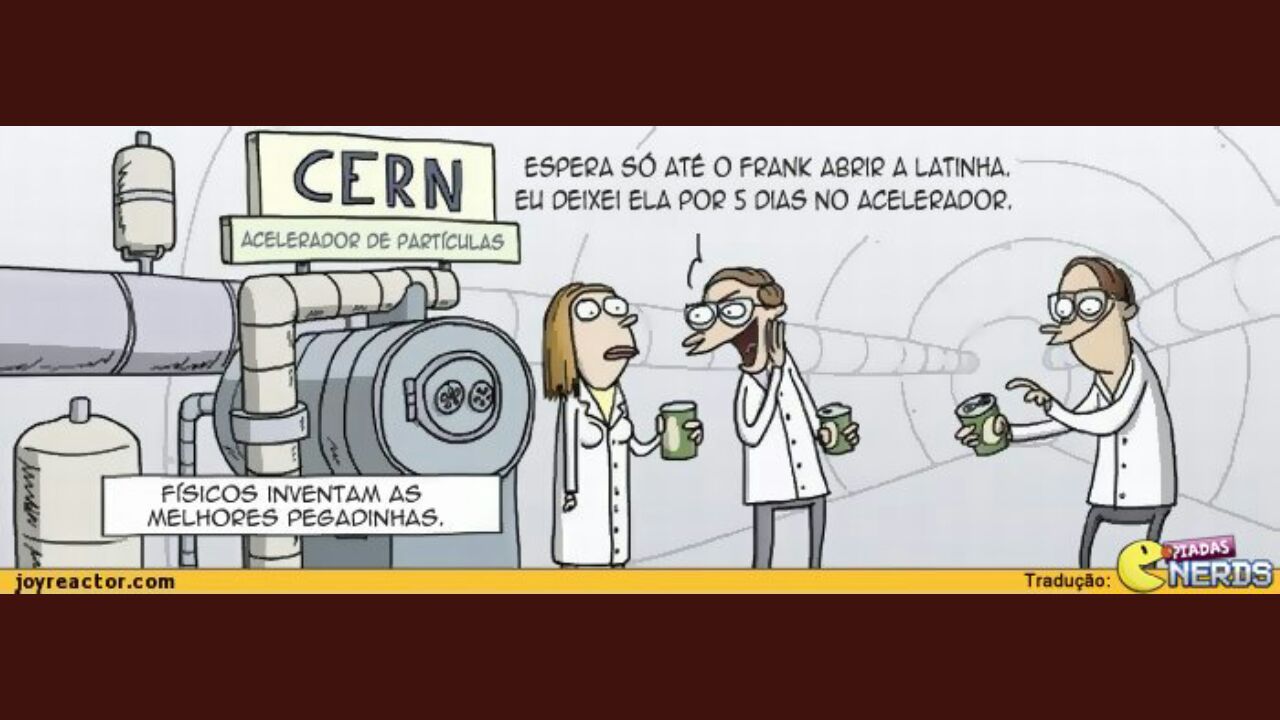 CERN
ACELERADOR DE PARTÍCULAS
ESPERA SÓ ATÉ O FRANK ABRIR A LATINHA.
EU DEIXEI ELA POR 5 DIAS NO ACELERADOR.
FÍSICOS INVENTAM AS
MELHORES PEGADINHAS.
joyreactor.com
Tradução:
PIADAS
NERDS